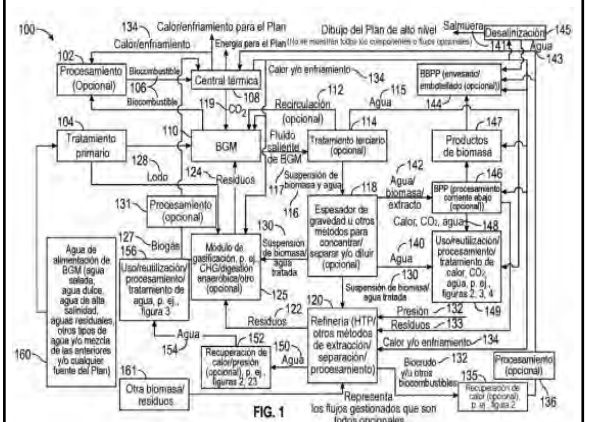 100
134
Calor/enfriamiento para el Plan
Calor/enfriamiento
Energía para el Plan
Dibujo del Plan de alto nivel
(No se muestran todos los componentes o flujos opcionales)
Salmuera
141
Desalinización
145
Agua
143
102
Procesamiento
(Opcional)
Biocombustible
106
Biocombustible
Central térmica
108
119
CO2
Calor y/o enfriamiento
134
Recirculación
(opcional)
112
115
Agua
BBPP (envasado/
embotellado (opcional))
144
104
Tratamiento
primario
110
BGM
Fluido
saliente
de BGM
117
114
Tratamiento terciario
(opcional)
147
Productos
de biomasa
128
Lodo
124
Residuos
Suspensión de
biomasa y agua
116
118
142
Agua/
biomasa/
extracto
146
BPP (procesamiento
corriente abajo
(opcional))
131
Procesamiento
(opcional)
127
Biogás
130
Suspensión
de biomasa/
agua tratada
Espesador de
gravedad u otros
métodos para
concentrar/
separar y/o diluir
(opcional)
Calor, CO2, agua
148
140
Agua
Uso/reutilización/
procesamiento/
tratamiento de
calor, CO2,
agua, p. ej.,
figuras 2, 3, 4
149
156
Uso/reutilización/
procesamiento/
tratamiento de
agua, p. ej.,
figura 3
Módulo de
gasificación, p. ej.,
CHG/digestión
anaeróbica/otro
(opcional)
125
130
Suspensión de biomasa/
agua tratada
120
122
Residuos
Refinería (HTP/
otros métodos
de extracción/
separación/
procesamiento)
Presión
132
Residuos
133
Calor y/o enfriamiento
134
Agua de
alimentación de
BGM (agua
salada,
agua dulce,
agua de alta
salinidad,
aguas residuales,
otros tipos de
agua y/o mezcla
de las anteriores
y/o cualquier
fuente del Plan)
160
154
Agua
152
Recuperación de
calor/presión
(opcional), p. ej.,
figuras 2, 23
150
Agua
161
Otra biomasa/
residuos
Biocrudo
y/u otros
biocombustibles
132
135
Recuperación de
calor (opcional),
p. ej., figura 2
Procesamiento
(opcional)
136
Representa
los flujos gestionados que son
todos opcionales
FIG. 1